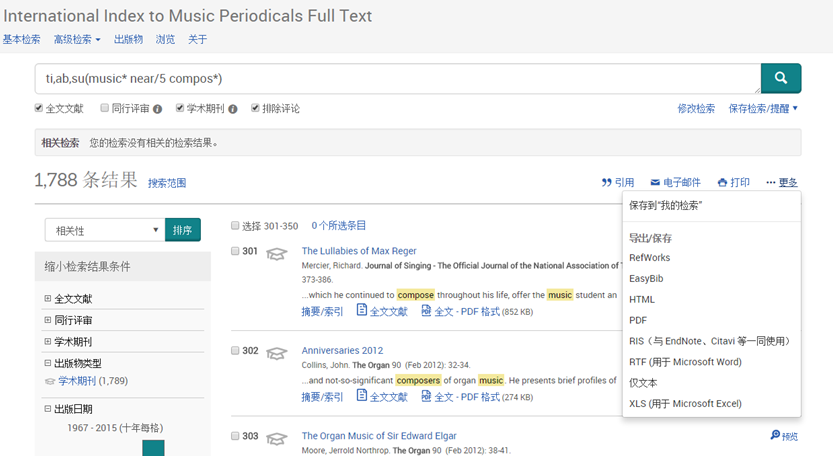 International Index to Music Periodicals Full Text
基本检索 高级检索 出版物 浏览 关于
ti,ab,su(music* near/5 compos*)
全文文献 同行评审 学术期刊 排除评论 修改检索 保存检索/提醒
相关检索 您的检索没有相关的检索结果。
1,788 条结果 搜索范围 引用 电子邮件 打印 更多
保存到“我的检索”
导出/保存
RefWorks
EasyBib
HTML
PDF
RIS（与 EndNote、Citavi 等一同使用）
RTF (用于 Microsoft Word)
仅文本
XLS (用于 Microsoft Excel)
相关性 排序
缩小检索结果条件
全文文献
同行评审
学术期刊
出版物类型
学术期刊 (1,789)
出版日期
1967 - 2015 (十年每格)
选择 301-350 0个所选条目
301 The Lullabies of Max Reger
Mercier, Richard. Journal of Singing - The Official Journal of the National Association of T
373-386.
...which he continued to compose throughout his life, offer the music student an
摘要/索引 全文文献 全文 - PDF 格式 (852 KB)
302 Anniversaries 2012
Collins, John. The Organ 90 (Feb 2012): 32-34.
...and not-so-significant composers of organ music. He presents brief profiles of
摘要/索引 全文文献 全文 - PDF 格式 (274 KB)
303 The Organ Music of Sir Edward Elgar 预览
Moore, Jerrold Northrop. The Organ 90 (Feb 2012): 38-41.